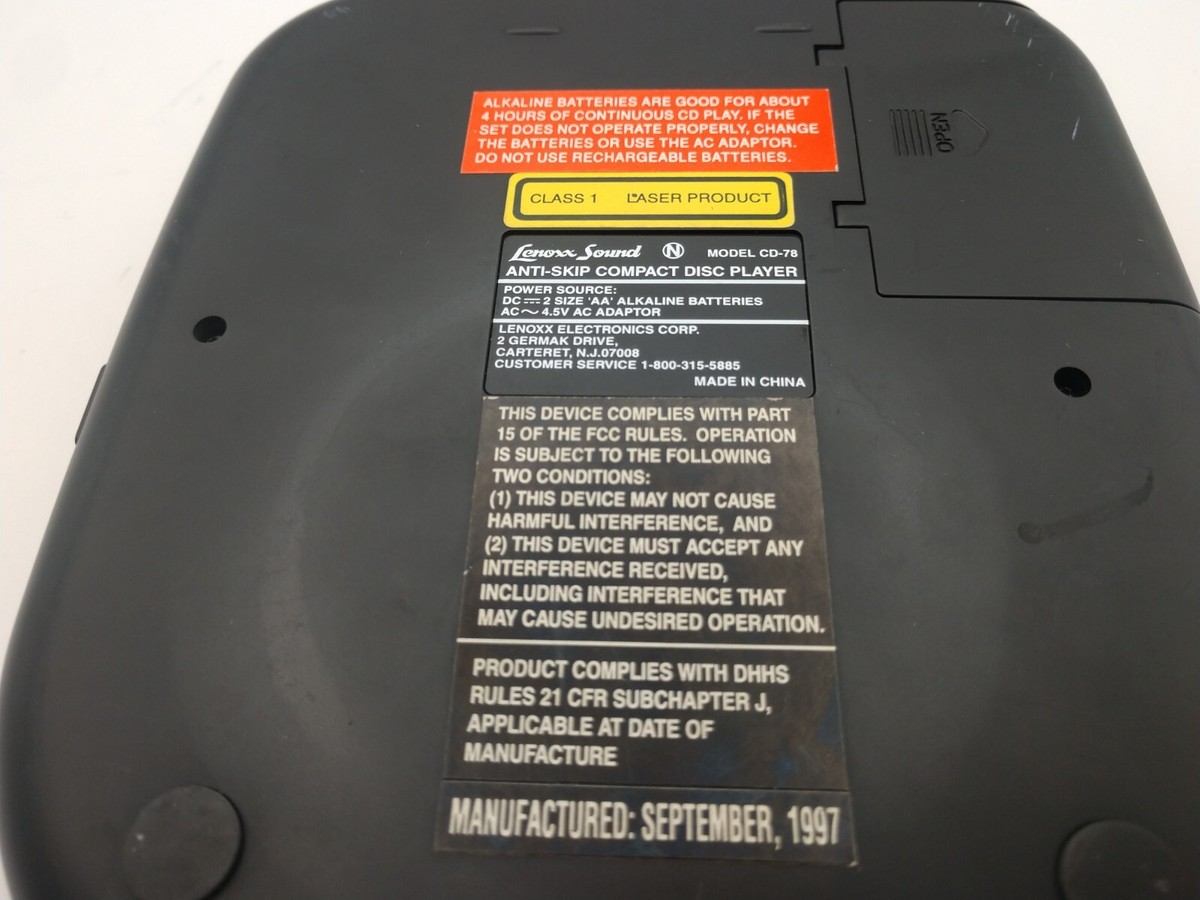 ALKALINE BATTERIES ARE GOOD FOR ABOUT
4 HOURS OF CONTINUOUS CD PLAY. IF THE
SET DOES NOT OPERATE PROPERLY, CHANGE
THE BATTERIES OR USE THE AC ADAPTOR.
DO NOT USE RECHARGEABLE BATTERIES.
OPEN
CLASS 1 LASER PRODUCT
Lenoxx Sound N MODEL CD-78
ANTI-SKIP COMPACT DISC PLAYER
POWER SOURCE:
DC ⎓ 2 SIZE 'AA' ALKALINE BATTERIES
AC ~ 4.5V AC ADAPTOR
LENOXX ELECTRONICS CORP.
2 GERMAK DRIVE,
CARTERET, N.J.07008
CUSTOMER SERVICE 1-800-315-5885
MADE IN CHINA
THIS DEVICE COMPLIES WITH PART
15 OF THE FCC RULES. OPERATION
IS SUBJECT TO THE FOLLOWING
TWO CONDITIONS:
(1) THIS DEVICE MAY NOT CAUSE
HARMFUL INTERFERENCE, AND
(2) THIS DEVICE MUST ACCEPT ANY
INTERFERENCE RECEIVED,
INCLUDING INTERFERENCE THAT
MAY CAUSE UNDESIRED OPERATION.
PRODUCT COMPLIES WITH DHHS
RULES 21 CFR SUBCHAPTER J,
APPLICABLE AT DATE OF
MANUFACTURE
MANUFACTURED: SEPTEMBER, 1997